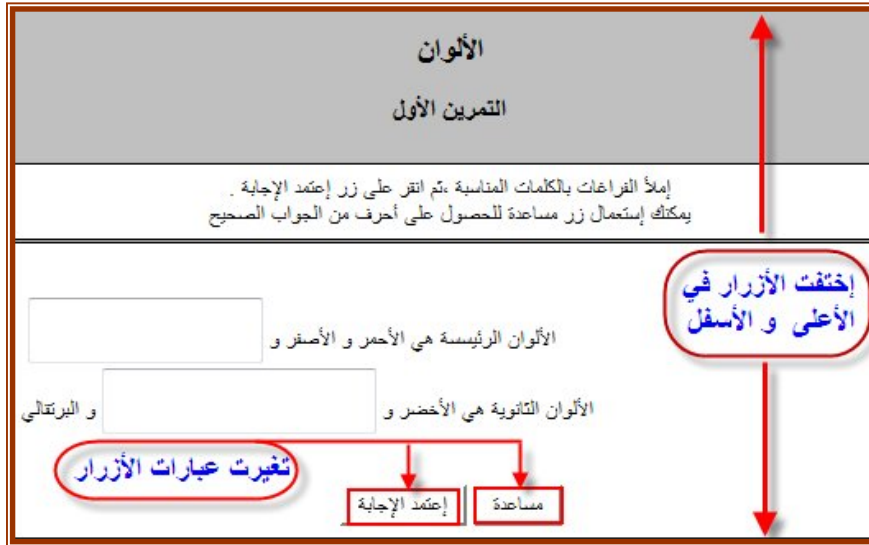 الألوان
التمرين الأول
إملأ الفراغات بالكلمات المناسبة ،ثم انقر على زر إعتمد الإجابة .
يمكنك إستعمال زر مساعدة للحصول على أحرف من الجواب الصحيح
إختفت الأزرار في
الأعلى و الأسفل
الألوان الرئيسة هي الأحمر و الأصفر و
الألوان الثانوية هي الأخضر و و البرتقالي
تغيرت عبارات الأزرار
مساعدة إعتمد الإجابة